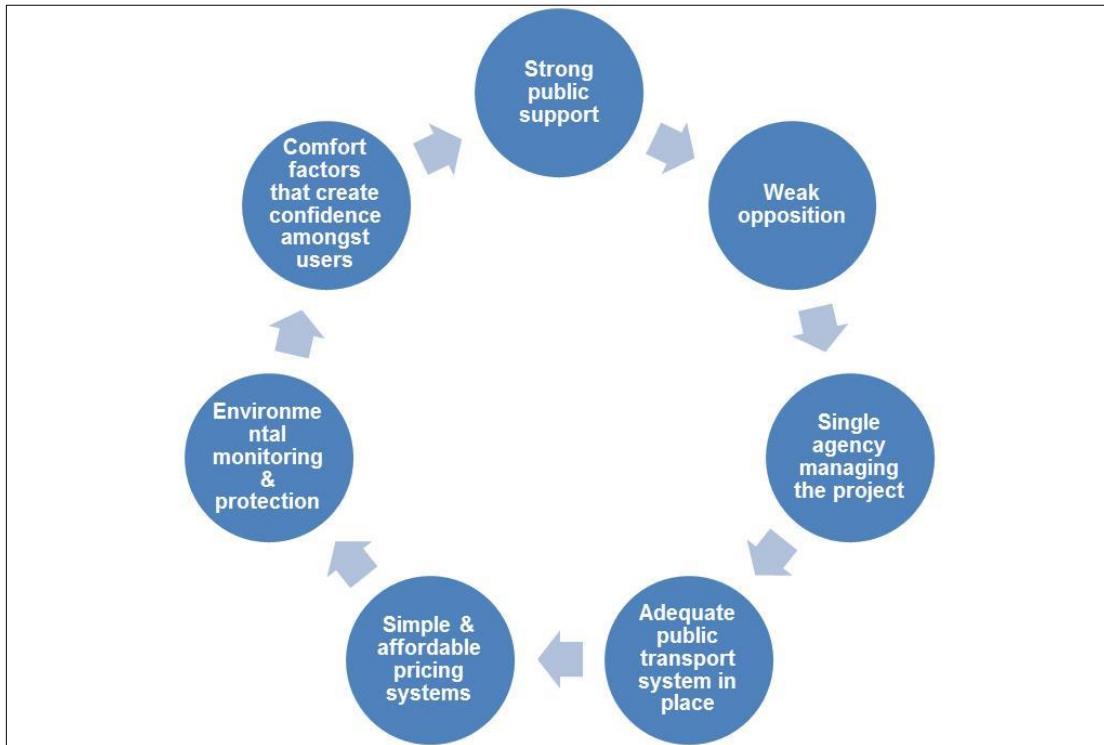 Strong
public
support
Weak
opposition
Single
agency
managing
the project
Adequate
public
transport
system in
place
Simple &
affordable
pricing
systems
Environme
ntal
monitoring
&
protection
Comfort
factors
that create
confidence
amongst
users